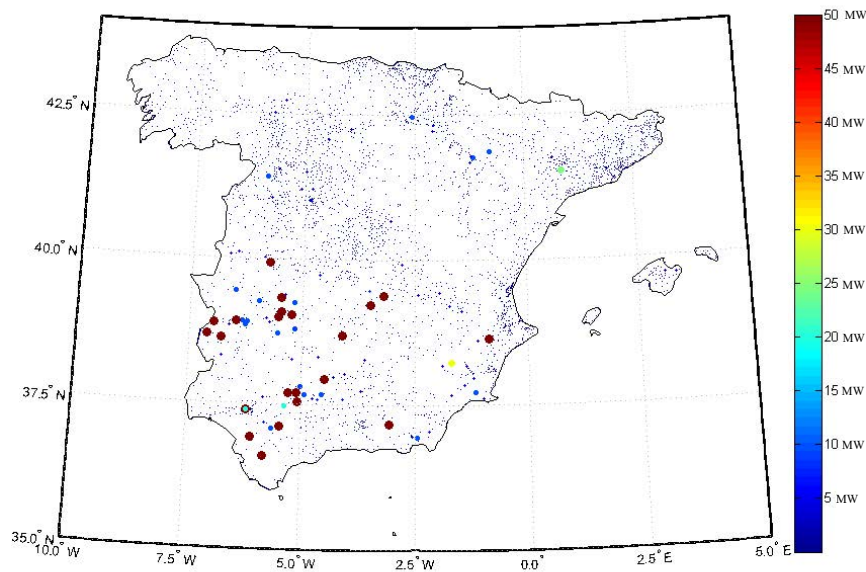 50 MW
45 MW
40 MW
35 MW
30 MW
25 MW
20 MW
15 MW
10 MW
5 MW
42.5° N
40.0° N
37.5° N
35.0° N
10.0° W
7.5° W
5.0° W
2.5° W
0.0°
2.5° E
5.0° E